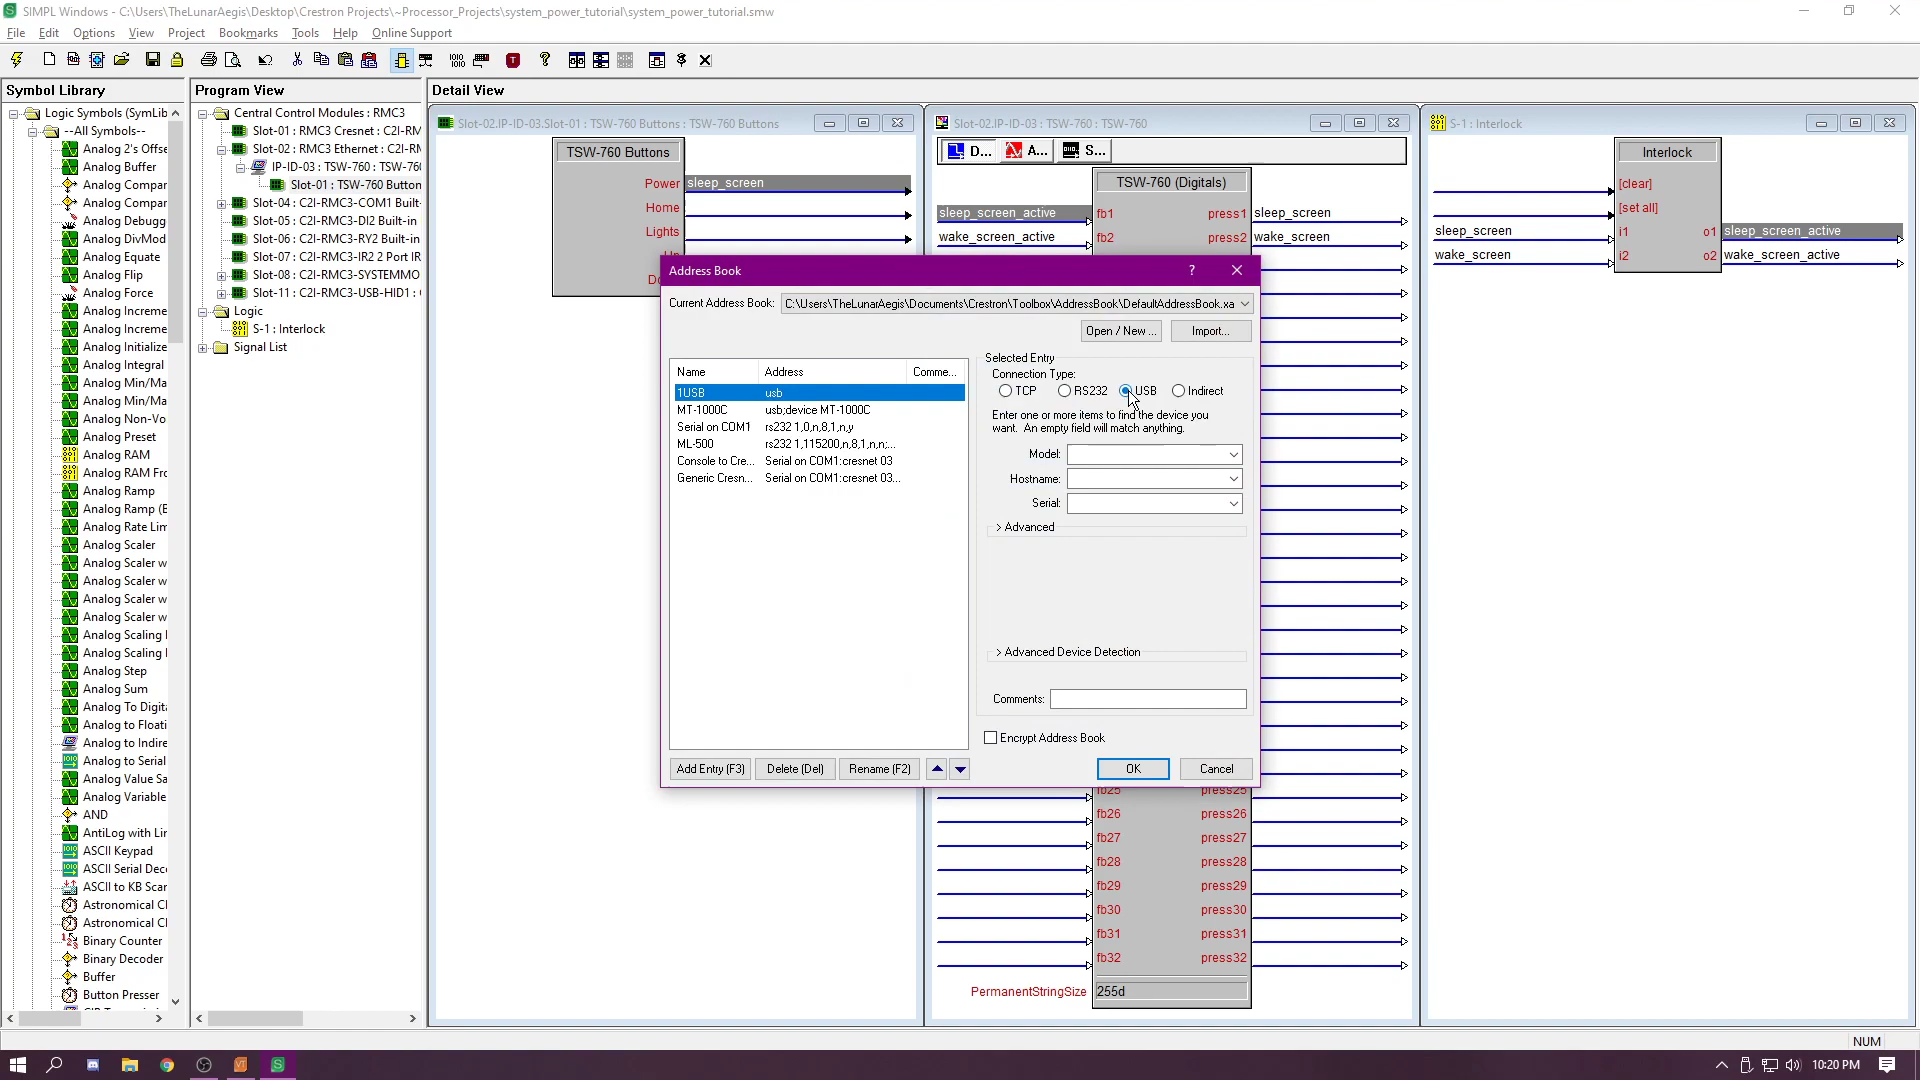 SIMPL Windows - C:\Users\TheLunarAegis\Desktop\Crestron Projects\~Processor_Projects\system_power_tutorial\system_power_tutorial.smw
File Edit Options View Project Bookmarks Tools Help Online Support
Symbol Library
Logic Symbols (SymLib
--All Symbols--
Analog 2's Offse
Analog Buffer
Analog Compar
Analog Compar
Analog Debugg
Analog DivMod
Analog Equate
Analog Flip
Analog Force
Analog Increme
Analog Increme
Analog Initialize
Analog Integral
Analog Min/Ma
Analog Min/Ma
Analog Non-Vo
Analog Preset
Analog RAM
Analog RAM Fro
Analog Ramp
Analog Ramp (B
Analog Rate Lim
Analog Scaler
Analog Scaler w
Analog Scaler w
Analog Scaler w
Analog Scaler w
Analog Scaling I
Analog Scaling I
Analog Step
Analog Sum
Analog To Digita
Analog to Floati
Analog to Indire
Analog to Serial
Analog Value Sa
Analog Variable
AND
AntiLog with Lin
ASCII Keypad
ASCII Serial Dec
ASCII to KB Scan
Astronomical Cl
Astronomical Cl
Binary Counter
Binary Decoder
Buffer
Button Presser
Program View
Central Control Modules : RMC3
Slot-01 : RMC3 Cresnet : C2I-RM
Slot-02 : RMC3 Ethernet : C2I-R
IP-ID-03 : TSW-760 : TSW-760
Slot-01 : TSW-760 Button
Slot-04 : C2I-RMC3-COM1 Built-
Slot-05 : C2I-RMC3-DI2 Built-in
Slot-06 : C2I-RMC3-RY2 Built-in
Slot-07 : C2I-RMC3-IR2 2 Port IR
Slot-08 : C2I-RMC3-SYSTEMMO
Slot-11 : C2I-RMC3-USB-HID1 :
Logic
S-1 : Interlock
Signal List
Detail View
Slot-02.IP-ID-03.Slot-01 : TSW-760 Buttons : TSW-760 Buttons
TSW-760 Buttons
Power sleep_screen
Home
Lights
Slot-02.IP-ID-03 : TSW-760 : TSW-760
D... A... S...
TSW-760 (Digitals)
sleep_screen_active fb1 press1 sleep_screen
wake_screen_active fb2 press2 wake_screen
fb25 press25
fb26 press26
fb27 press27
fb28 press28
fb29 press29
fb30 press30
fb31 press31
fb32 press32
PermanentStringSize 255d
S-1 : Interlock
Interlock
[clear]
[set all]
sleep_screen i1 o1 sleep_screen_active
wake_screen i2 o2 wake_screen_active
Address Book
Current Address Book: C:\Users\TheLunarAegis\Documents\Crestron\Toolbox\AddressBook\DefaultAddressBook.xa
Open / New ... Import...
Name Address Comme...
1USB usb
MT-1000C usb;device MT-1000C
Serial on COM1 rs232 1,0,n,8,1,n,y
ML-500 rs232 1,115200,n,8,1,n,n;...
Console to Cre... Serial on COM1:cresnet 03
Generic Cresn... Serial on COM1:cresnet 03...
Selected Entry
Connection Type:
TCP RS232 USB Indirect
Enter one or more items to find the device you
want. An empty field will match anything.
Model:
Hostname:
Serial:
> Advanced
> Advanced Device Detection
Comments:
Encrypt Address Book
Add Entry (F3) Delete (Del) Rename (F2) OK Cancel
NUM
10:20 PM